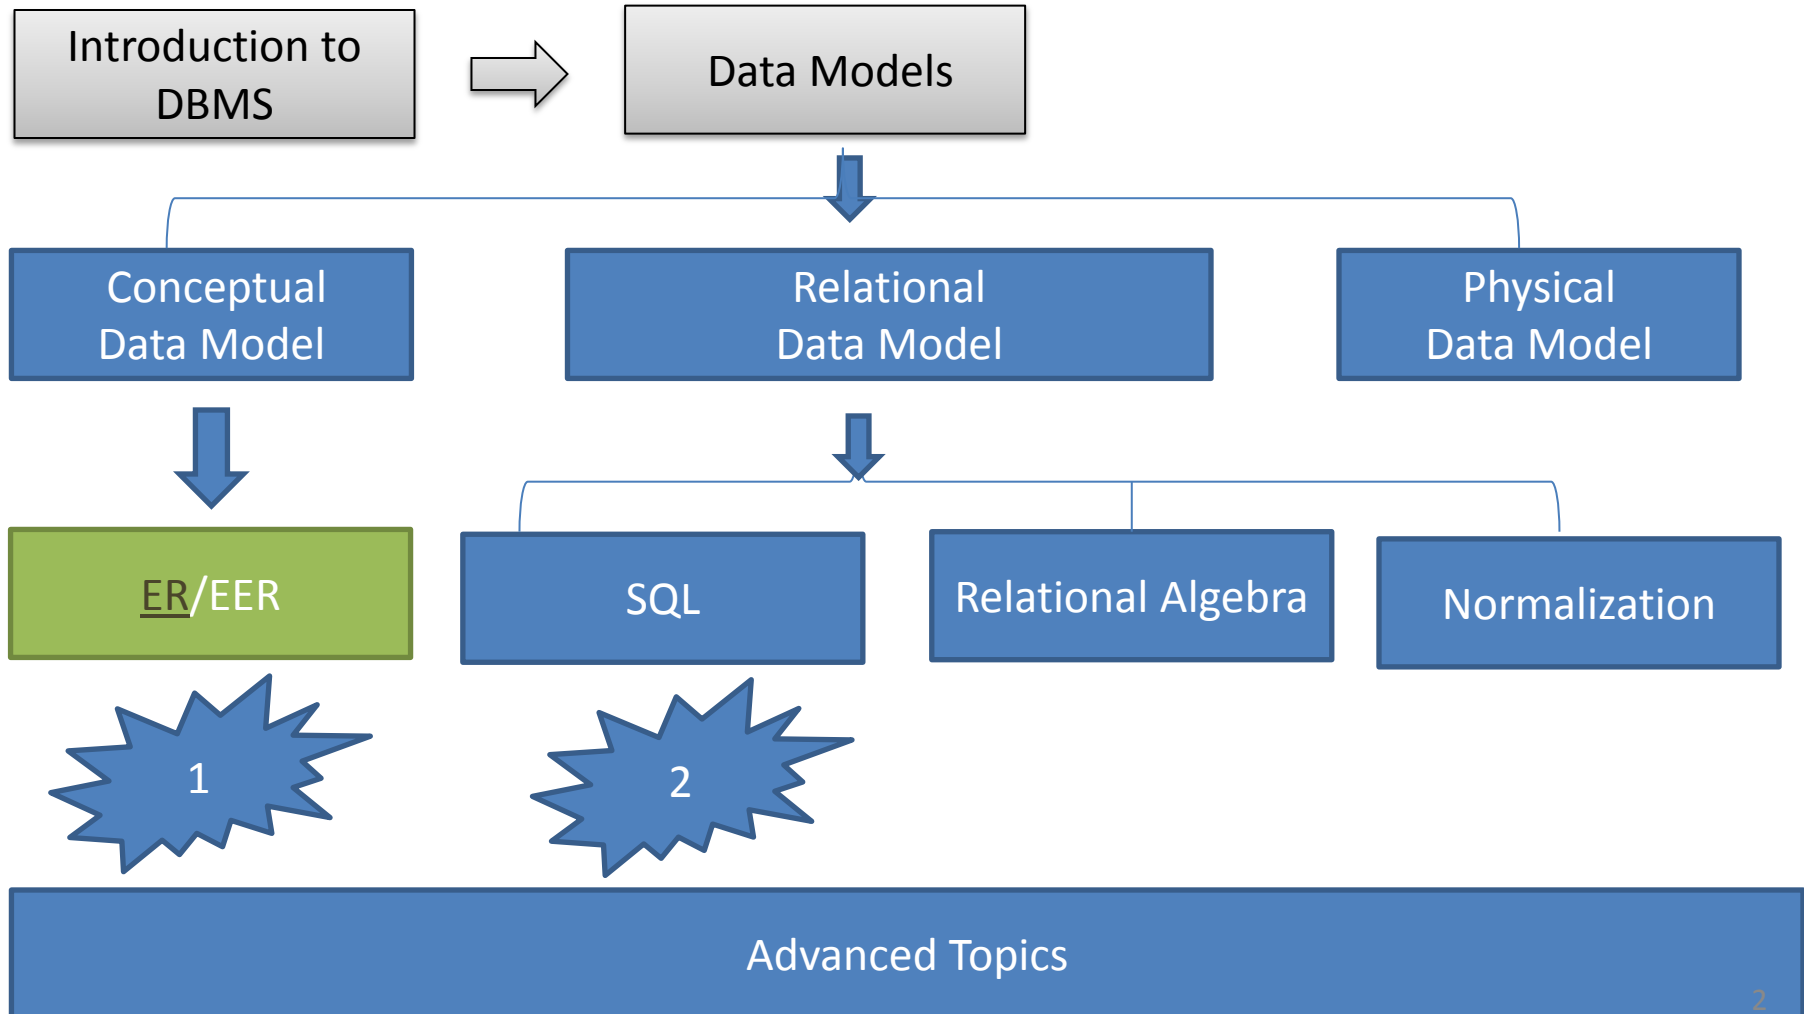 Introduction to
DBMS
Data Models
Conceptual
Data Model
Relational
Data Model
Physical
Data Model
ER/EER
SQL
Relational Algebra
Normalization
1
2
Advanced Topics
2